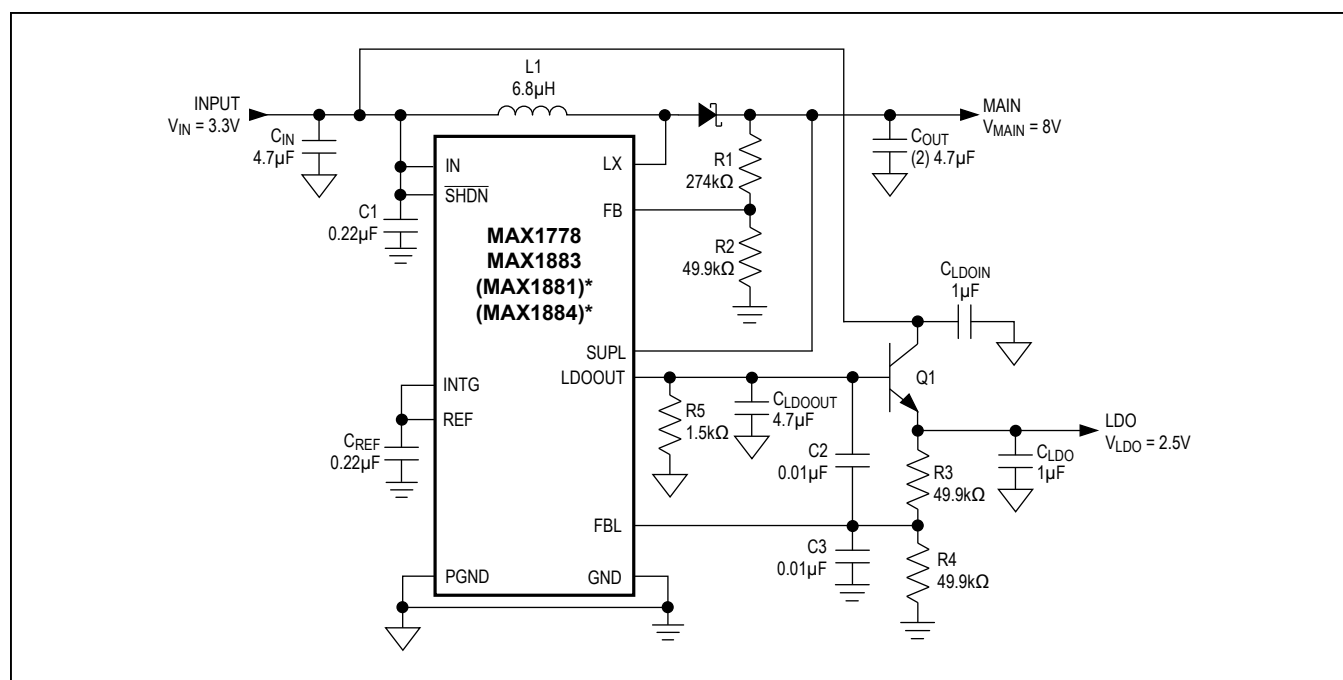 L1
6.8µH
INPUT
VIN = 3.3V
CIN
4.7µF
MAIN
VMAIN = 8V
COUT
(2) 4.7µF
IN
SHDN
LX
R1
274kΩ
FB
C1
0.22µF
MAX1778
MAX1883
(MAX1881)*
(MAX1884)*
R2
49.9kΩ
CLDOIN
1µF
SUPL
LDOOUT
Q1
INTG
REF
CREF
0.22µF
R5
1.5kΩ
CLDOOUT
4.7µF
C2
0.01µF
LDO
VLDO = 2.5V
CLDO
1µF
R3
49.9kΩ
FBL
C3
0.01µF
R4
49.9kΩ
PGND
GND